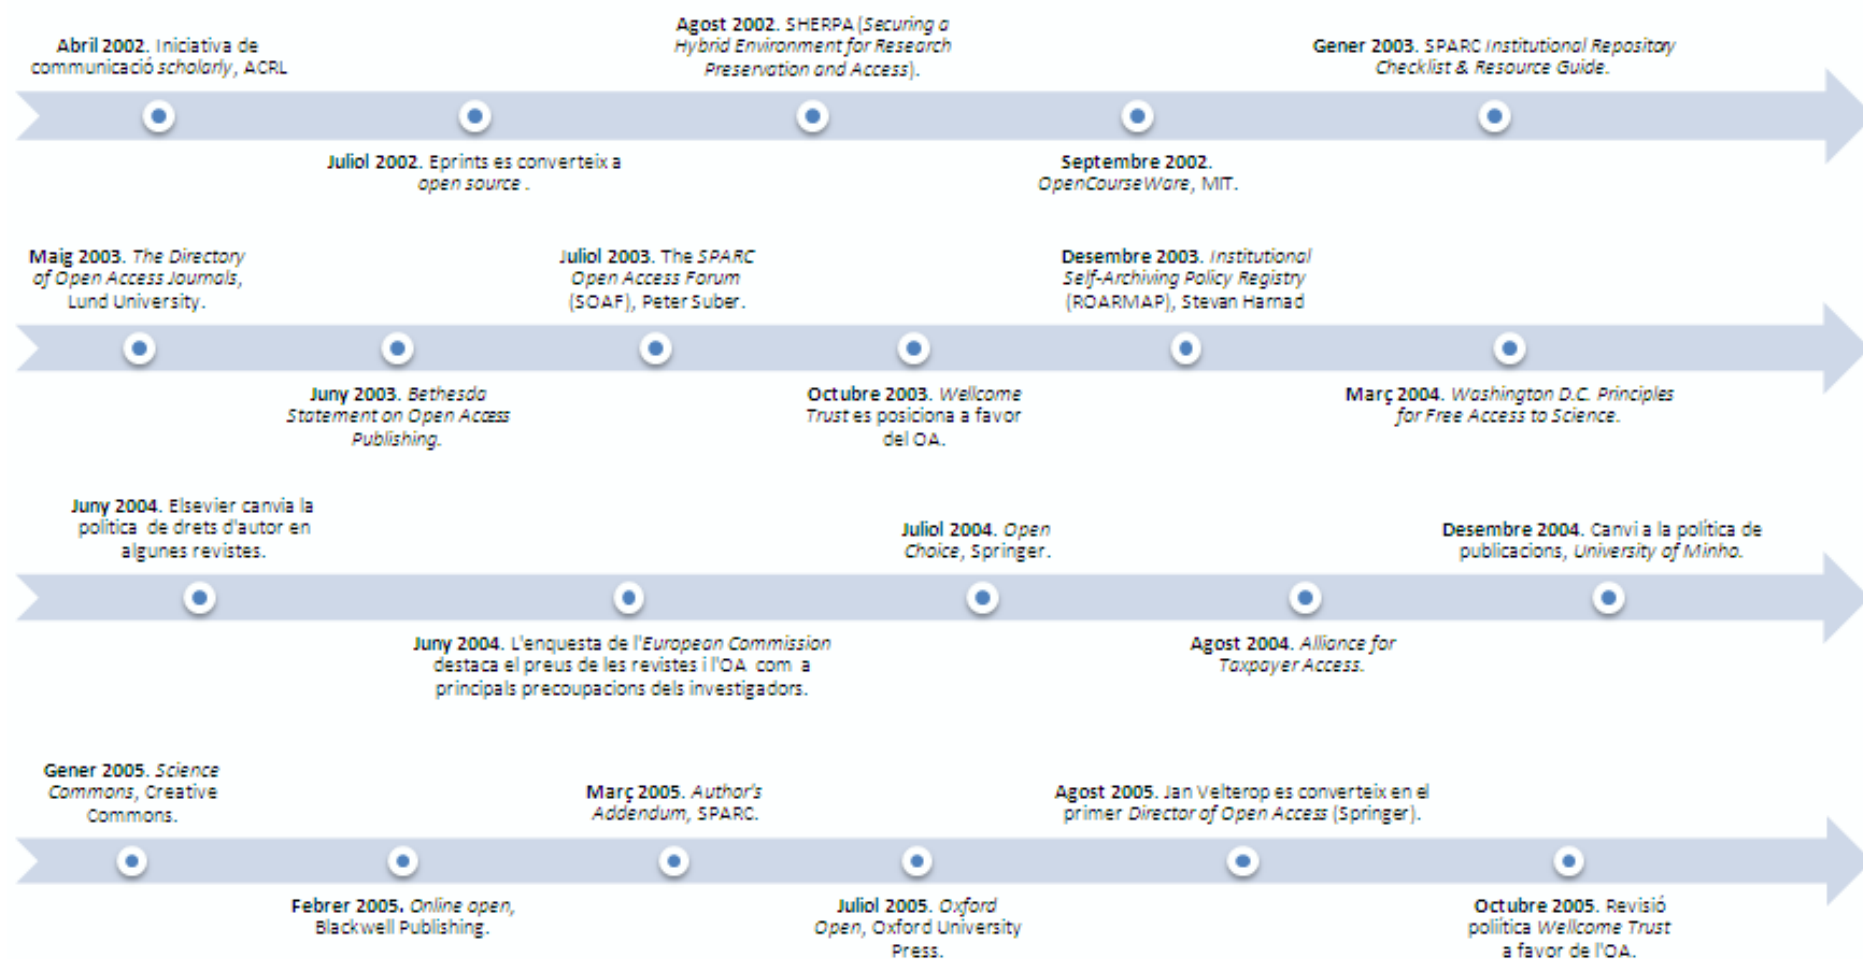 Abril 2002. Iniciativa de
communicació scholarly, ACRL
Juliol 2002. Eprints es converteix a
open source .
Agost 2002. SHERPA (Securing a
Hybrid Environment for Research
Preservation and Access).
Septembre 2002.
OpenCourseWare, MIT.
Gener 2003. SPARC Institutional Repository
Checklist & Resource Guide.
Maig 2003. The Directory
of Open Access Journals,
Lund University.
Juny 2003. Bethesda
Statement on Open Access
Publishing.
Juliol 2003. The SPARC
Open Access Forum
(SOAF), Peter Suber.
Octubre 2003. Wellcome
Trust es posiciona a favor
del OA.
Desembre 2003. Institutional
Self-Archiving Policy Registry
(ROARMAP), Stevan Harnad
Març 2004. Washington D.C. Principles
for Free Access to Science.
Juny 2004. Elsevier canvia la
política de drets d'autor en
algunes revistes.
Juny 2004. L'enquesta de l'European Commission
destaca el preus de les revistes i l'OA com a
principals precoupacions dels investigadors.
Juliol 2004. Open
Choice, Springer.
Agost 2004. Alliance for
Taxpayer Access.
Desembre 2004. Canvi a la política de
publicacions, University of Minho.
Gener 2005. Science
Commons, Creative
Commons.
Febrer 2005. Online open,
Blackwell Publishing.
Març 2005. Author's
Addendum, SPARC.
Juliol 2005. Oxford
Open, Oxford University
Press.
Agost 2005. Jan Velterop es converteix en el
primer Director of Open Access (Springer).
Octubre 2005. Revisió
poliítica Wellcome Trust
a favor de l'OA.